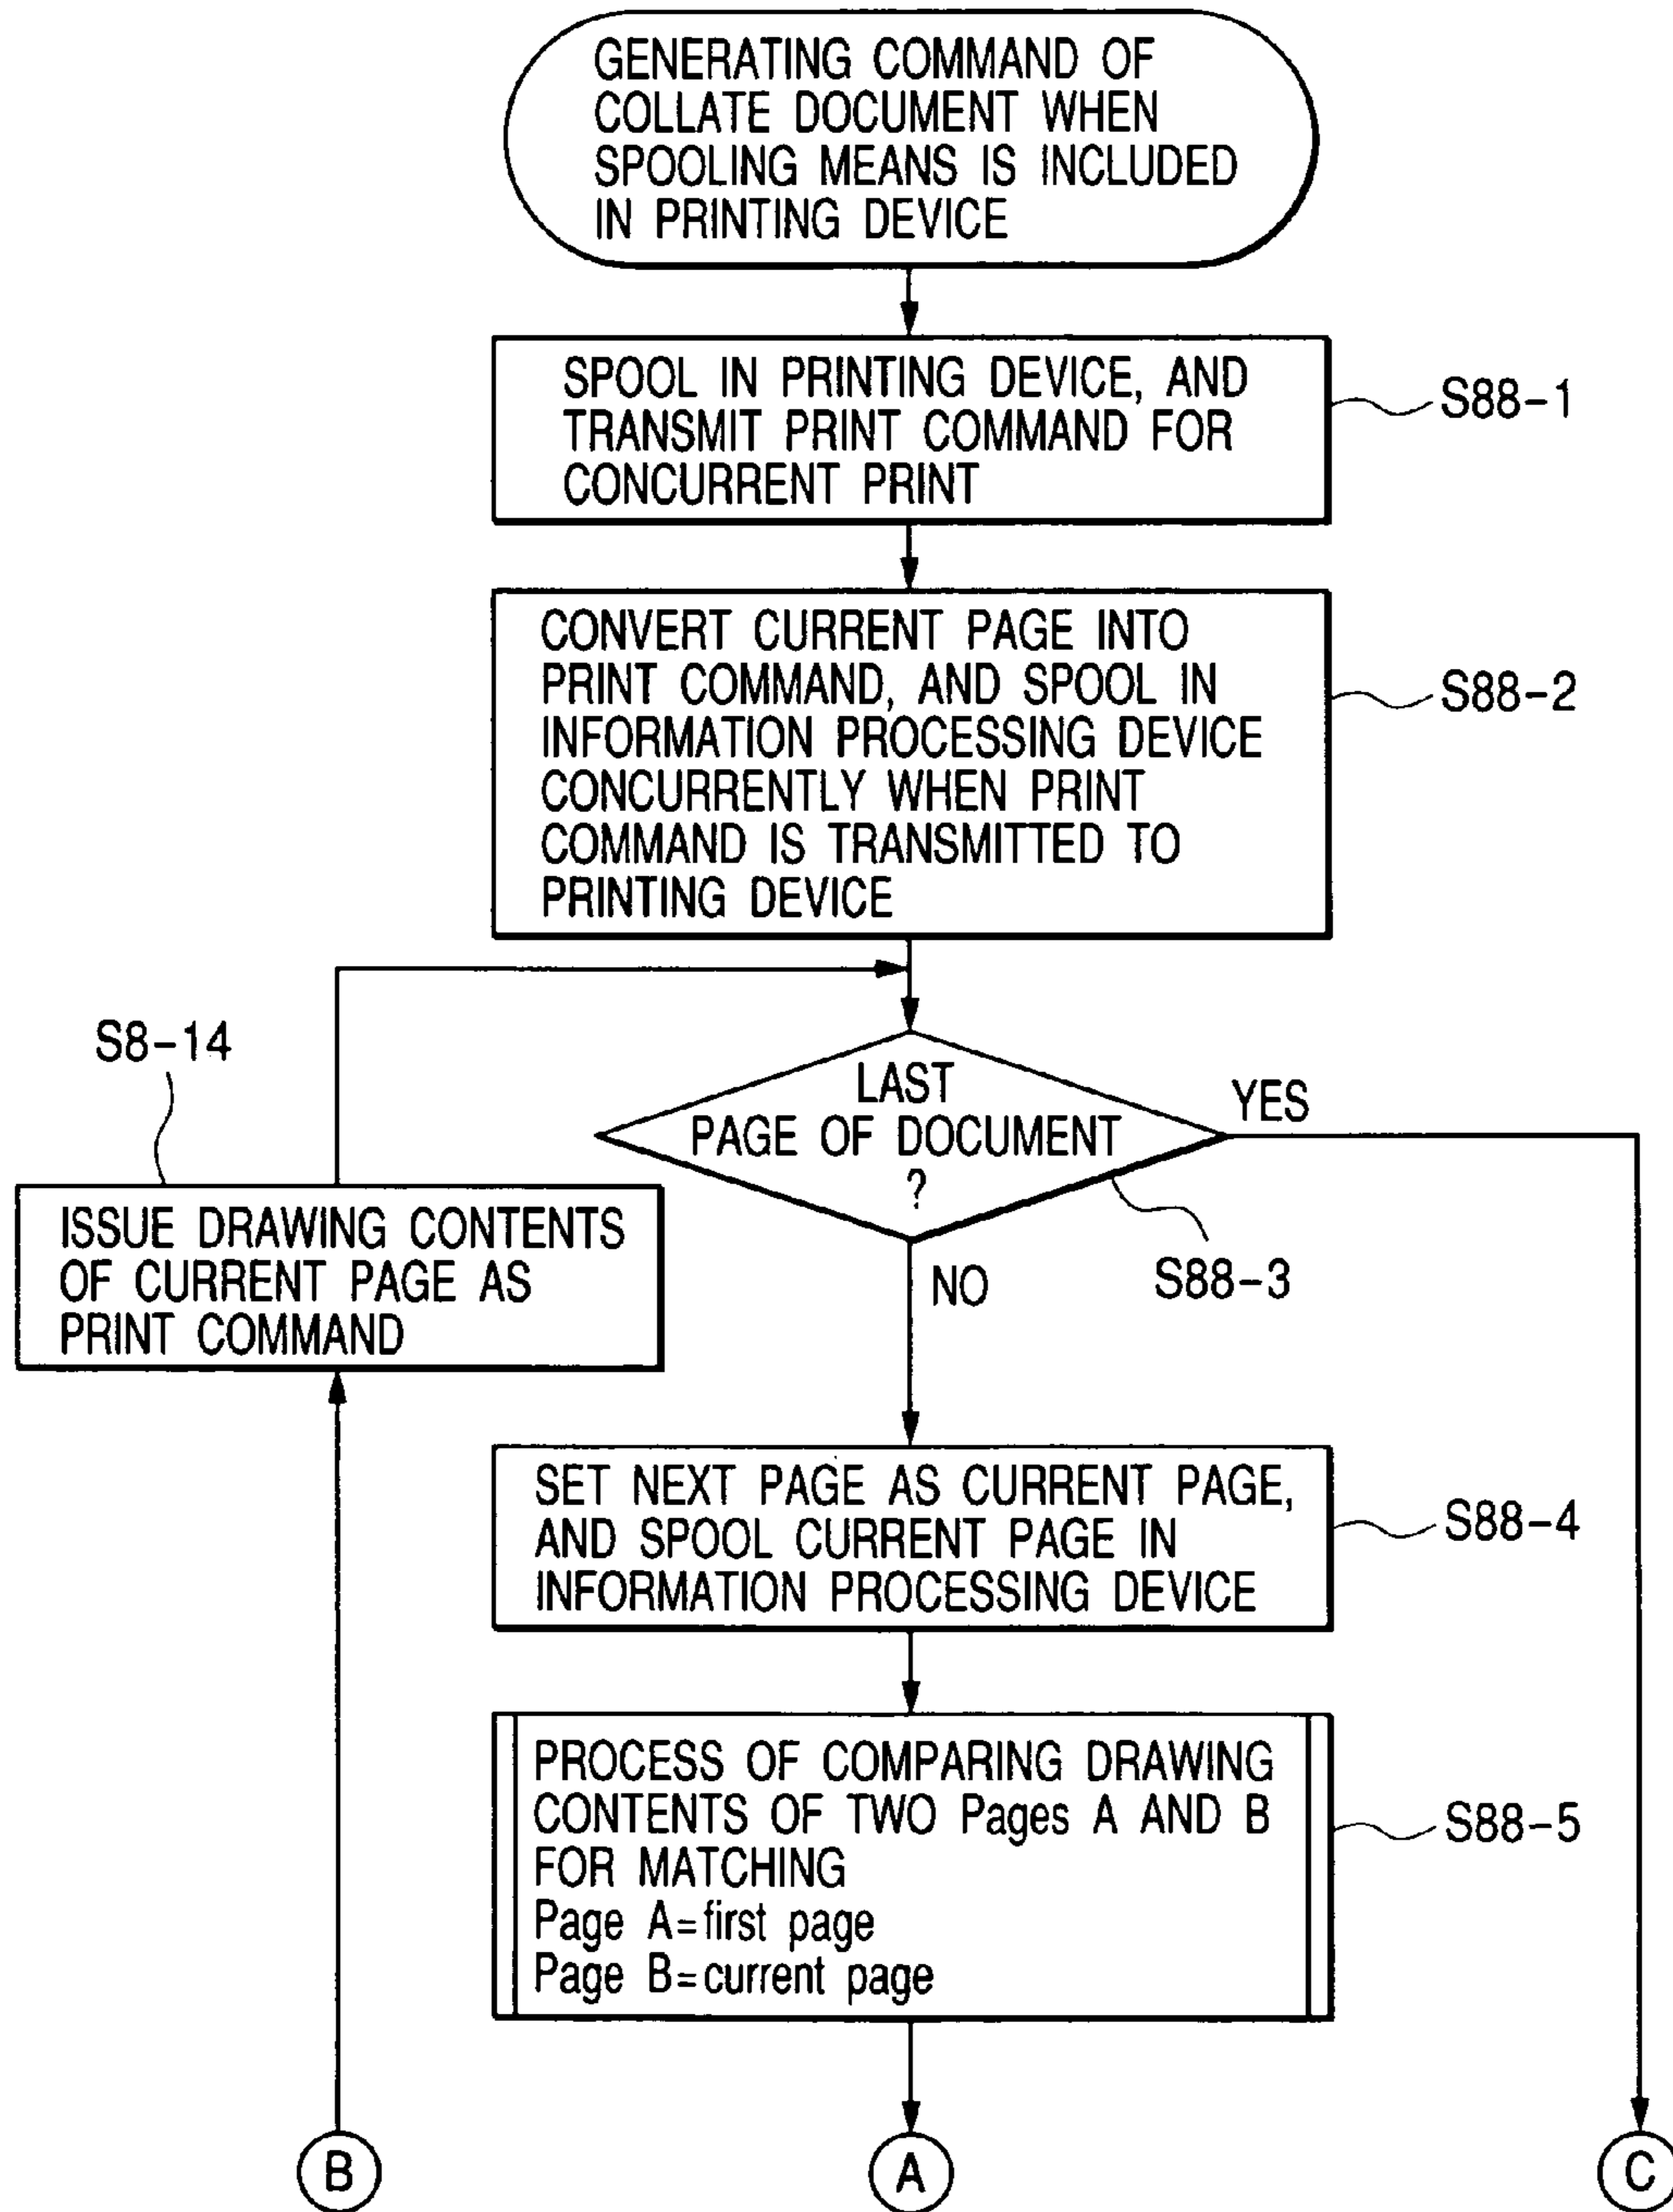 GENERATING COMMAND OF
COLLATE DOCUMENT WHEN
SPOOLING MEANS IS INCLUDED
IN PRINTING DEVICE
SPOOL IN PRINTING DEVICE, AND
TRANSMIT PRINT COMMAND FOR
CONCURRENT PRINT
S88-1
CONVERT CURRENT PAGE INTO
PRINT COMMAND, AND SPOOL IN
INFORMATION PROCESSING DEVICE
CONCURRENTLY WHEN PRINT
COMMAND IS TRANSMITTED TO
PRINTING DEVICE
S88-2
S8-14
ISSUE DRAWING CONTENTS
OF CURRENT PAGE AS
PRINT COMMAND
LAST
PAGE OF DOCUMENT
?
YES
S88-3
NO
SET NEXT PAGE AS CURRENT PAGE,
AND SPOOL CURRENT PAGE IN
INFORMATION PROCESSING DEVICE
S88-4
PROCESS OF COMPARING DRAWING
CONTENTS OF TWO Pages A AND B
FOR MATCHING
Page A=first page
Page B=current page
S88-5
B
A
C